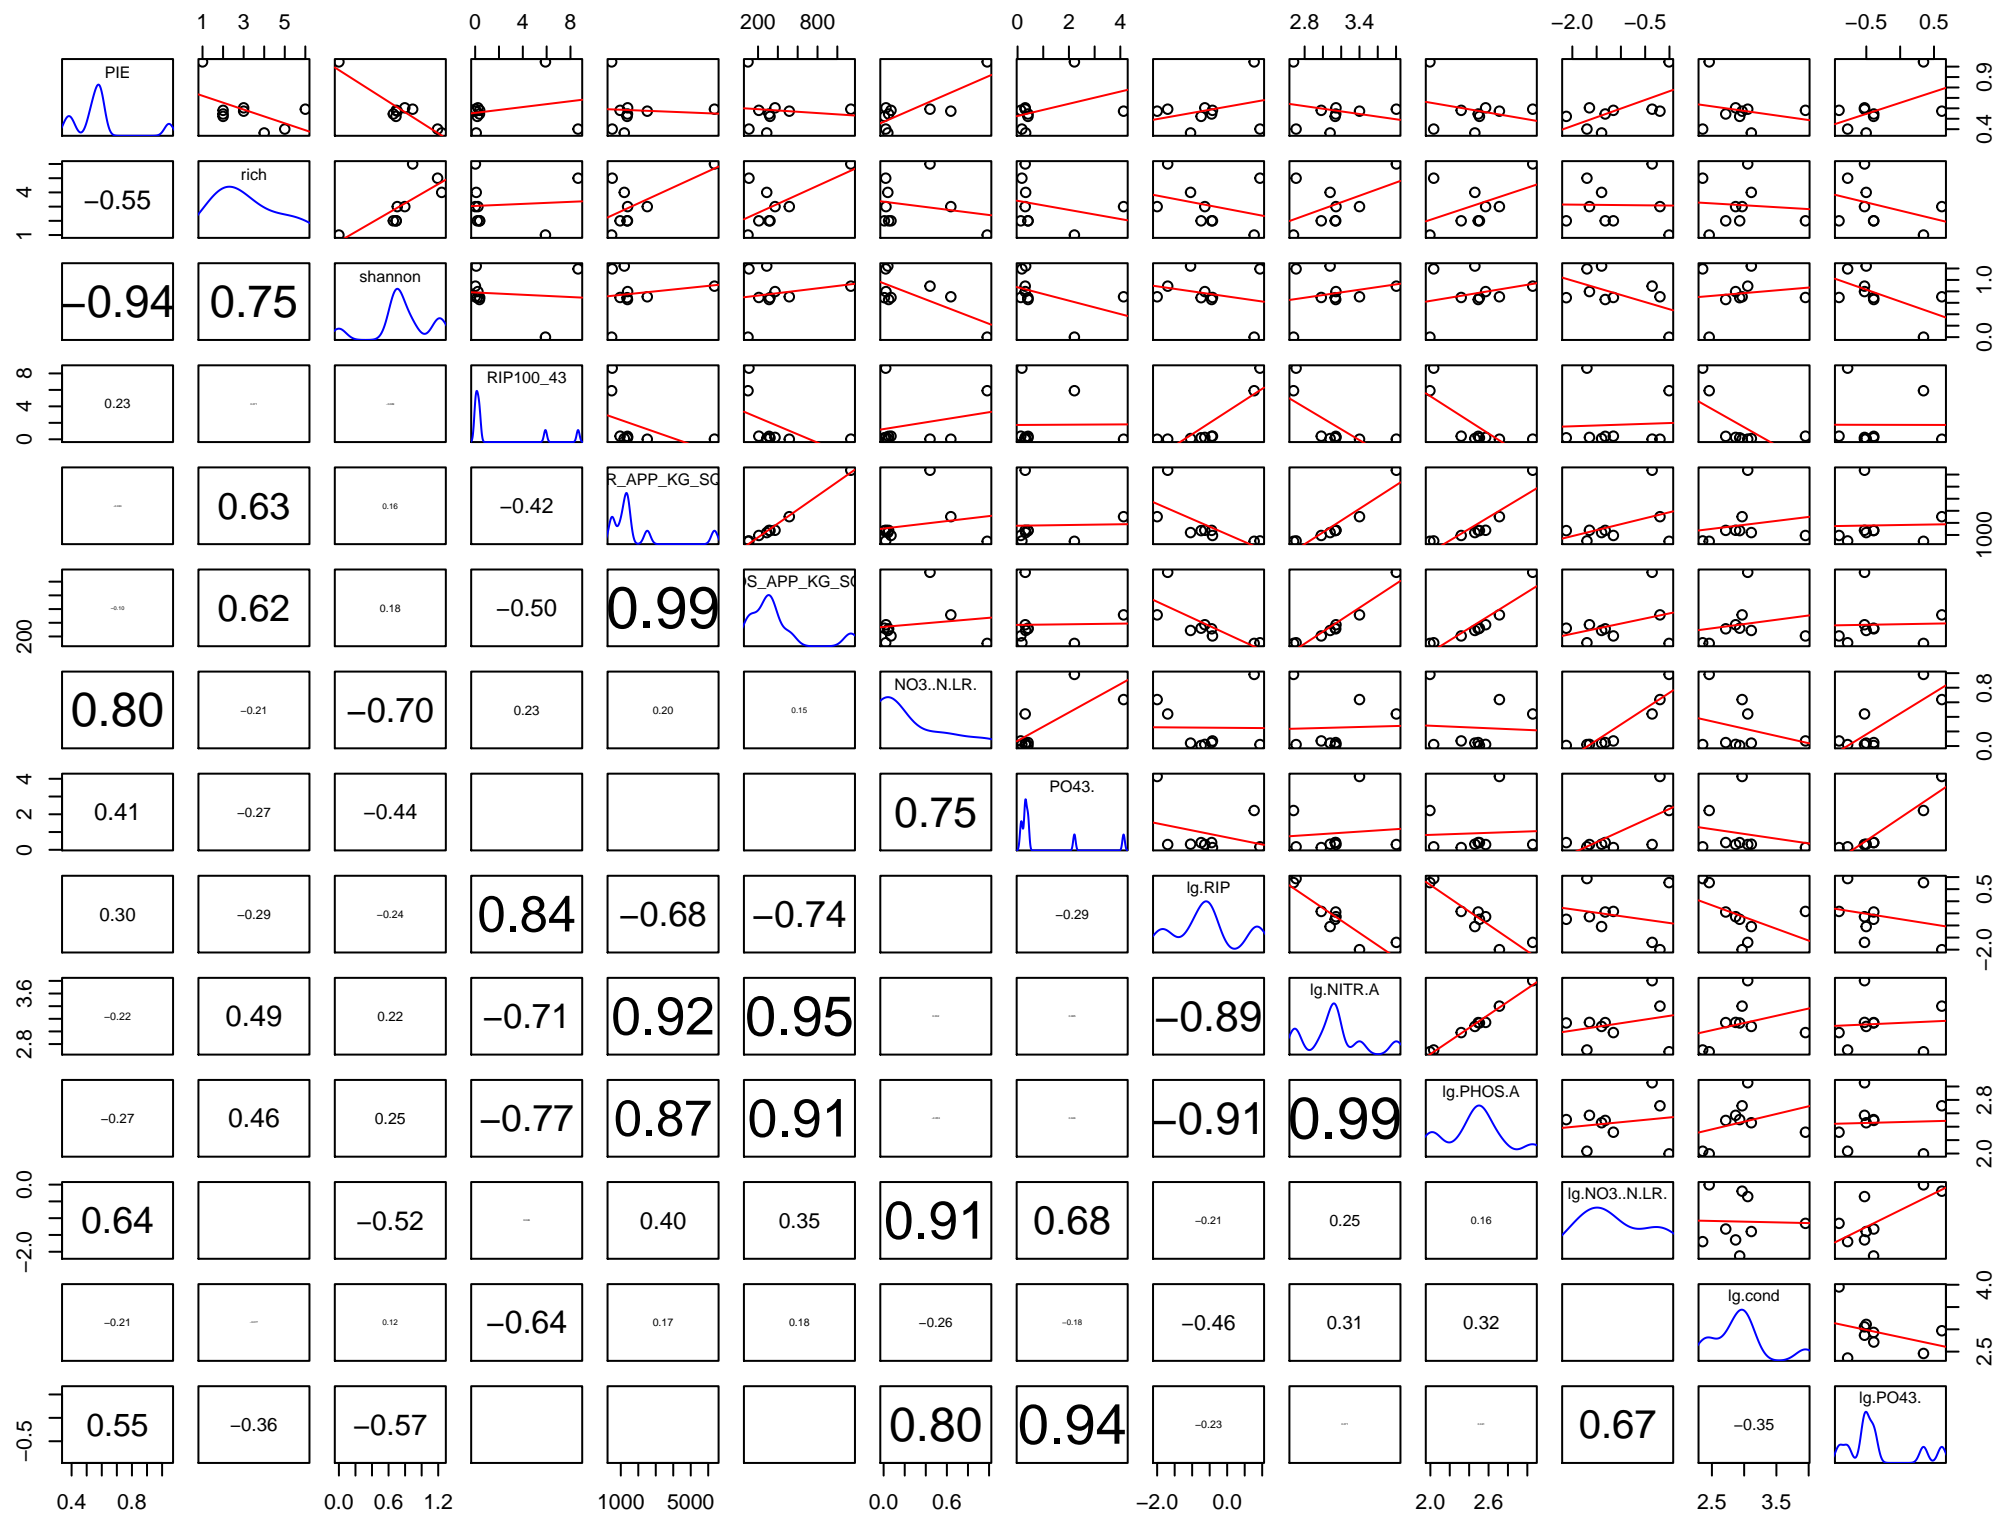 1 3 5 0 4 8 200 800 0 2 4 2.8 3.4 −2.0 −0.5 −0.5 0.5
PIE 0.4 0.9
1 4 −0.55 rich
−0.94 0.75 shannon 0.0 1.0
0 4 8 0.23 RIP100_43
0.63 0.16 −0.42 R_APP_KG_SQ 1000
200 −0.10 0.62 0.18 −0.50 0.99 OS_APP_KG_SQ
0.80 −0.21 −0.70 0.23 0.20 0.15 NO3..N.LR. 0.0 0.8
0 2 4 0.41 −0.27 −0.44 0.75 PO43.
0.30 −0.29 −0.24 0.84 −0.68 −0.74 −0.29 lg.RIP −2.0 0.5
2.8 3.6 −0.22 0.49 0.22 −0.71 0.92 0.95 −0.89 lg.NITR.A
−0.27 0.46 0.25 −0.77 0.87 0.91 −0.91 0.99 lg.PHOS.A 2.0 2.8
−2.0 0.0 0.64 −0.52 0.40 0.35 0.91 0.68 −0.21 0.25 0.16 lg.NO3..N.LR.
−0.21 0.12 −0.64 0.17 0.18 −0.26 −0.18 −0.46 0.31 0.32 lg.cond 2.5 4.0
−0.5 0.55 −0.36 −0.57 0.80 0.94 −0.23 0.67 −0.35 lg.PO43.
0.4 0.8 0.0 0.6 1.2 1000 5000 0.0 0.6 −2.0 0.0 2.0 2.6 2.5 3.5